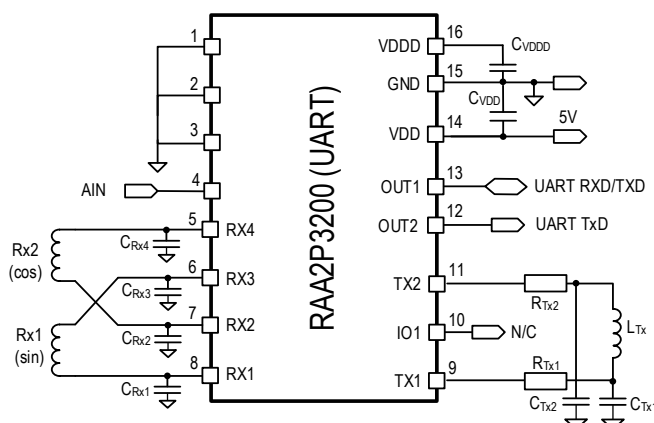 1
2
3
AIN
4
5
RX4
CRx4
Rx2
(cos)
6
RX3
CRx3
7
RX2
CRx2
Rx1
(sin)
8
RX1
CRx1
RAA2P3200 (UART)
VDDD
16
CVDDD
GND
15
CVDD
VDD
14
5V
OUT1
13
UART RXD/TXD
OUT2
12
UART TxD
TX2
11
RTx2
LTx
IO1
10
N/C
TX1
9
RTx1
CTx2
CTx1